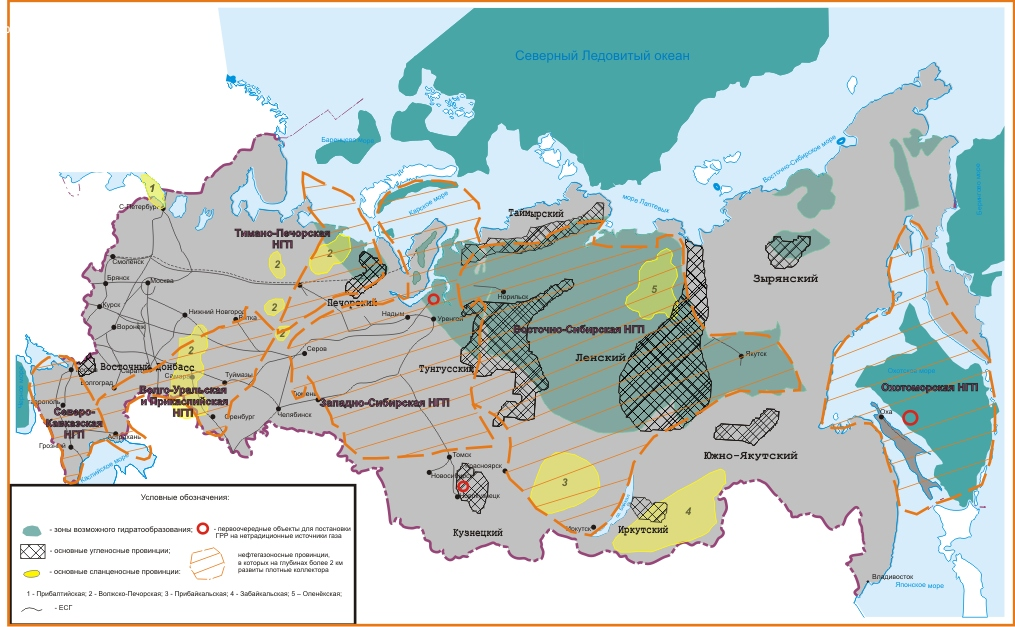 Северный Ледовитый океан
Баренцево море
Карское море
море Лаптевых
Восточно-Сибирское море
Берингово море
1
С-Петербург
Таймырский
Тимано-Печорская
НГП
2
2
Смоленск
Брянск
Москва
Печорский
Зырянский
5
Норильск
Курск
Нижний Новгород
Вятка
2
Надым
Уренгой
Воронеж
2
Восточно-Сибирская НГП
Серов
2
Ленский
Якутск
Восточный Донбасс
Саратов
Самара
Тунгусский
Охотское море
Волгоград
Туймазы
Волго-Уральская
и Прикаспийская
НГП
Тюмень
Западно-Сибирская НГП
Охотоморская НГП
Ставрополь
Северо-
Кавказская
НГП
Оренбург
Челябинск
Оха
Астрахань
Грозный
Каспийское море
Томск
Красноярск
Новосибирск
Южно-Якутский
3
4
Иркутск
Иркутский
Кузнецкий
Владивосток
Японское море
Условные обозначения:
- зоны возможного гидратообразования;
- первоочередные объекты для постановки
ГРР на нетрадиционные источники газа
- основные угленосные провинции;
- основные сланценосные провинции:
нефтегазоносные провинции,
в которых на глубинах более 2 км
развиты плотные коллектора
1 - Прибалтийская; 2 - Волжско-Печорская; 3 - Прибайкальская; 4 - Забайкальская; 5 – Оленёкская;
- ЕСГ